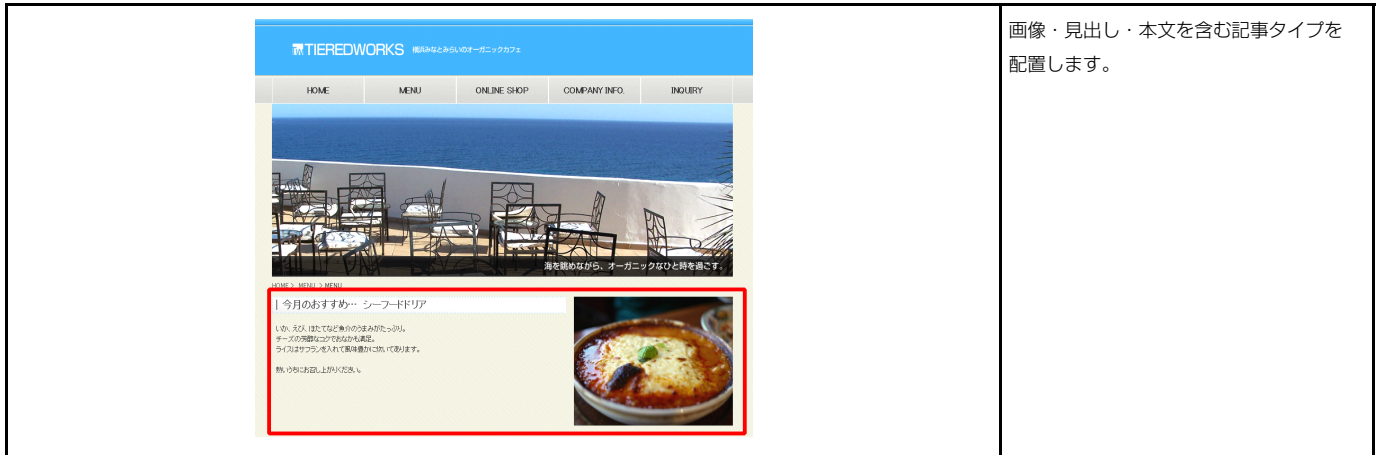 TIEREDWORKS 横浜みなとみらいのオーガニックカフェ
HOME MENU ONLINE SHOP COMPANY INFO. INQUIRY
海を眺めながら、オーガニックなひと時を過ごす。
HOME > MENU > MENU
今月のおすすめ… シーフードドリア
いか、えび、ほたてなど魚介のうまみがたっぷり。
チーズの芳醇なコクでおなかも満足。
ライスはサフランを入れて風味豊かに炊いてあります。
熱いうちにお召し上がりください。
画像・見出し・本文を含む記事タイプを
配置します。